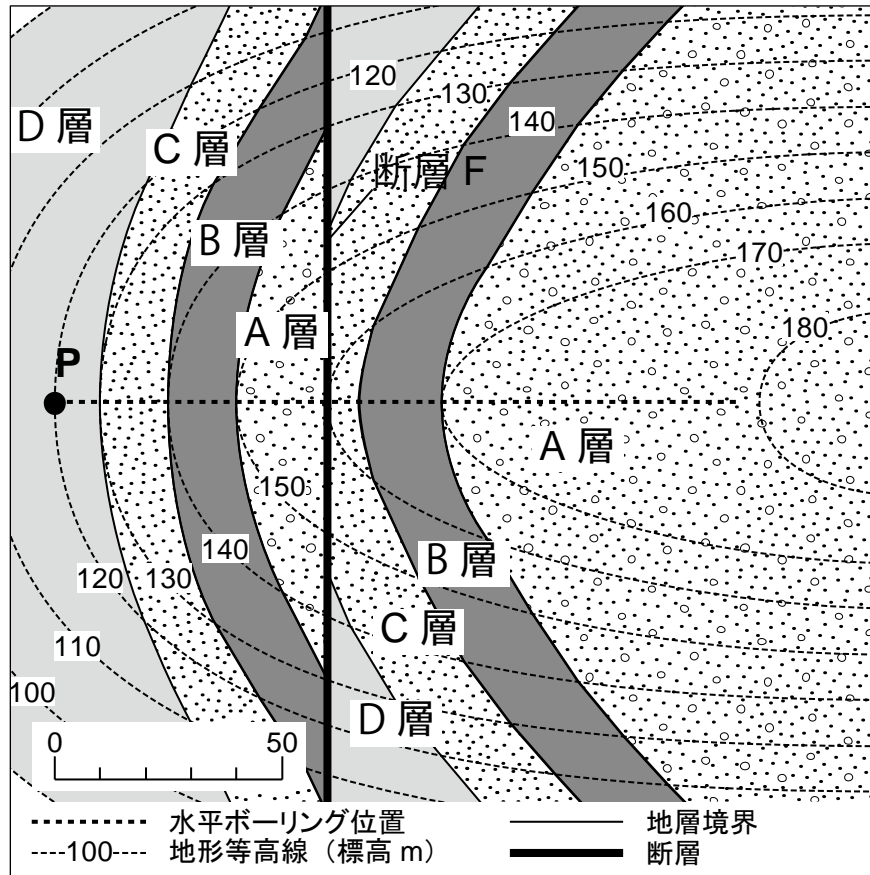 120
130
D 層
140
C 層
断層 F
150
B 層
160
170
A 層
180
P
A 層
150
140
B 層
120
130
C 層
110
100
D 層
0 50
水平ボーリング位置
地層境界
100 地形等高線（標高 m）
断層